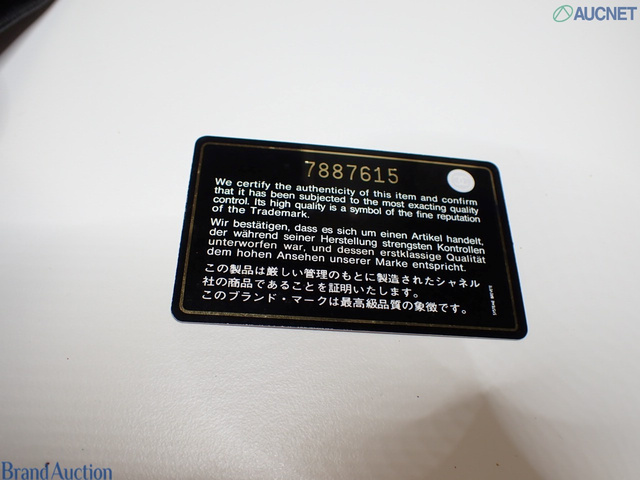 AUCNET
7887615
We certify the authenticity of this item and confirm
that it has been subjected to the most exacting quality
control. Its high quality is a symbol of the fine reputation
of the Trademark.
Wir bestätigen, dass es sich um einen Artikel handelt,
der während seiner Herstellung strengsten Kontrollen
unterworfen war, und dessen erstklassige Qualität
dem hohen Ansehen unserer Marke entspricht.
この製品は厳しい管理のもとに製造されたシャネル
社の商品であることを証明いたします。
このブランド・マークは最高級品質の象徴です。
BrandAuction